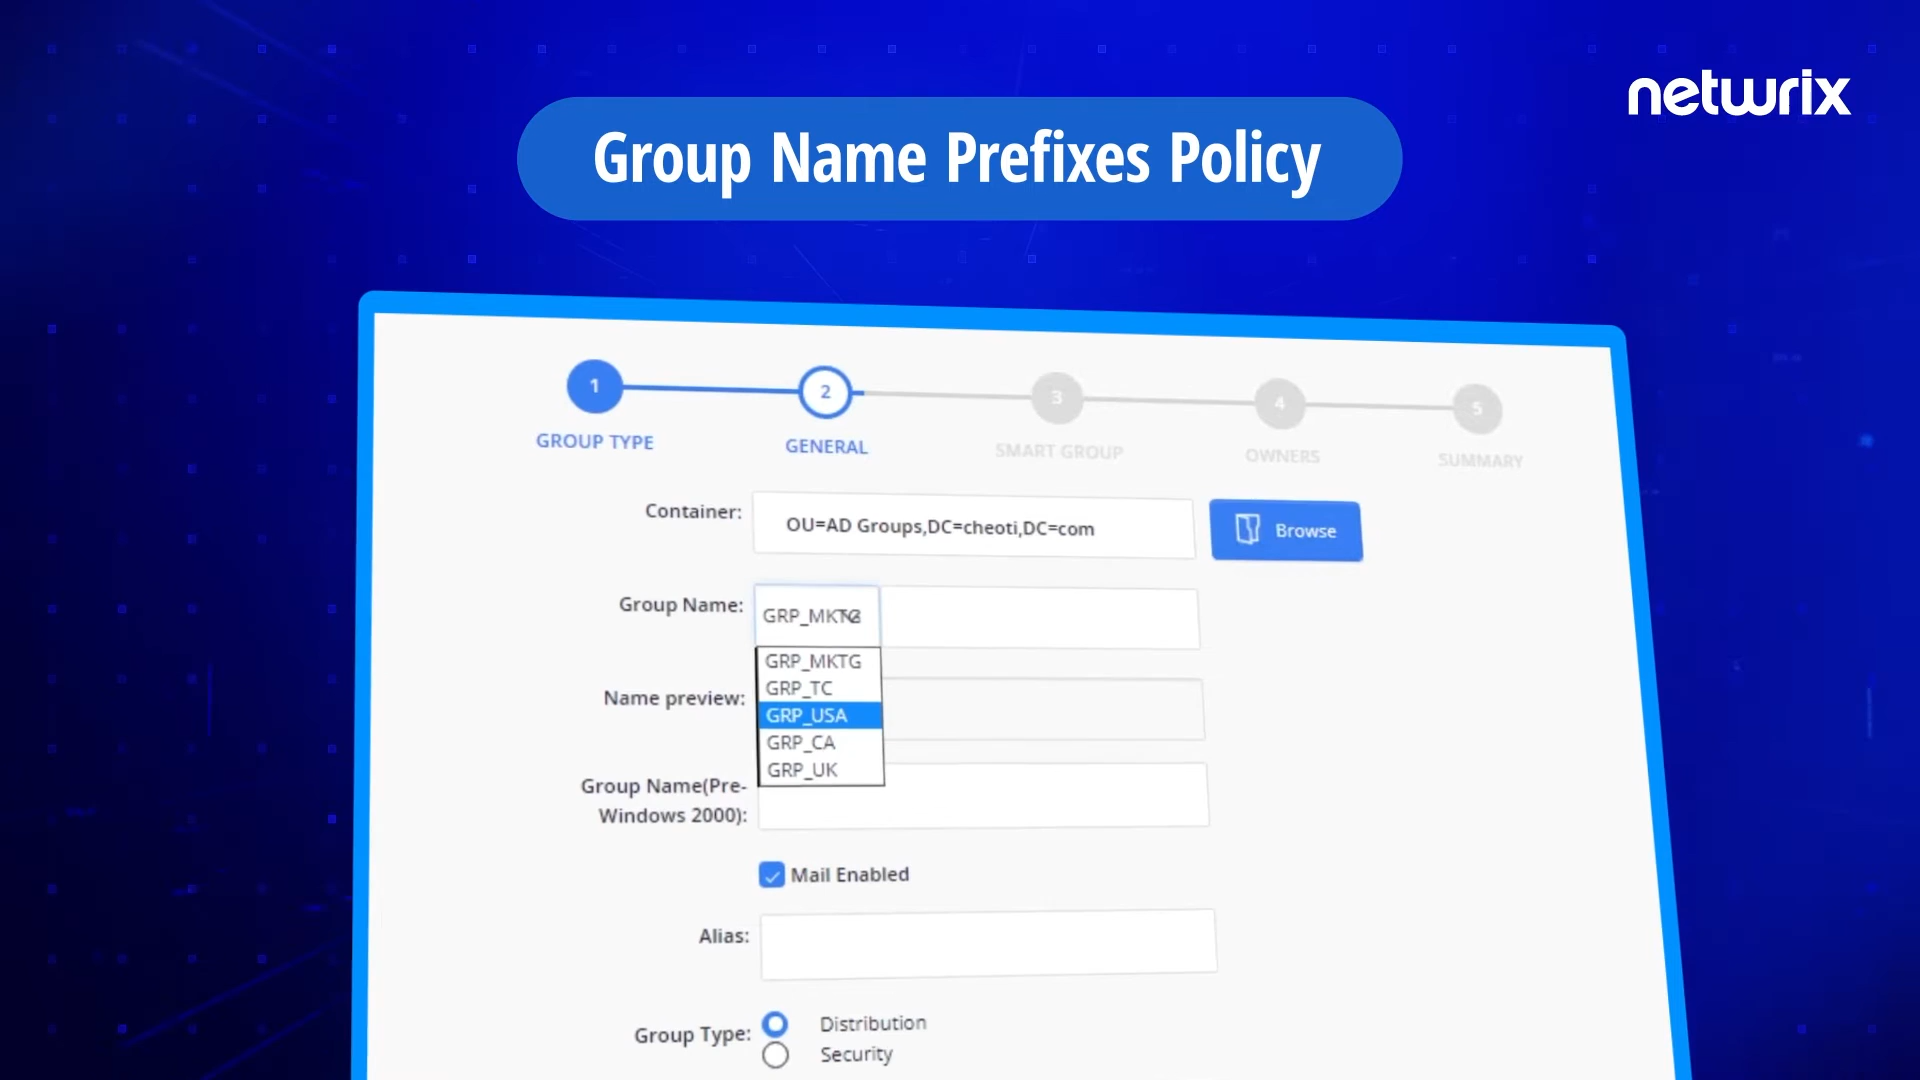 netwrix
Group Name Prefixes Policy
1
2
3
4
5
GROUP TYPE
GENERAL
SMART GROUP
OWNERS
SUMMARY
Container:
OU=AD Groups,DC=cheoti,DC=com
Browse
Group Name:
GRP_MKTG
GRP_MKTG
GRP_TC
GRP_USA
GRP_CA
GRP_UK
Name preview:
Group Name(Pre-
Windows 2000):
Mail Enabled
Alias:
Group Type:
Distribution
Security